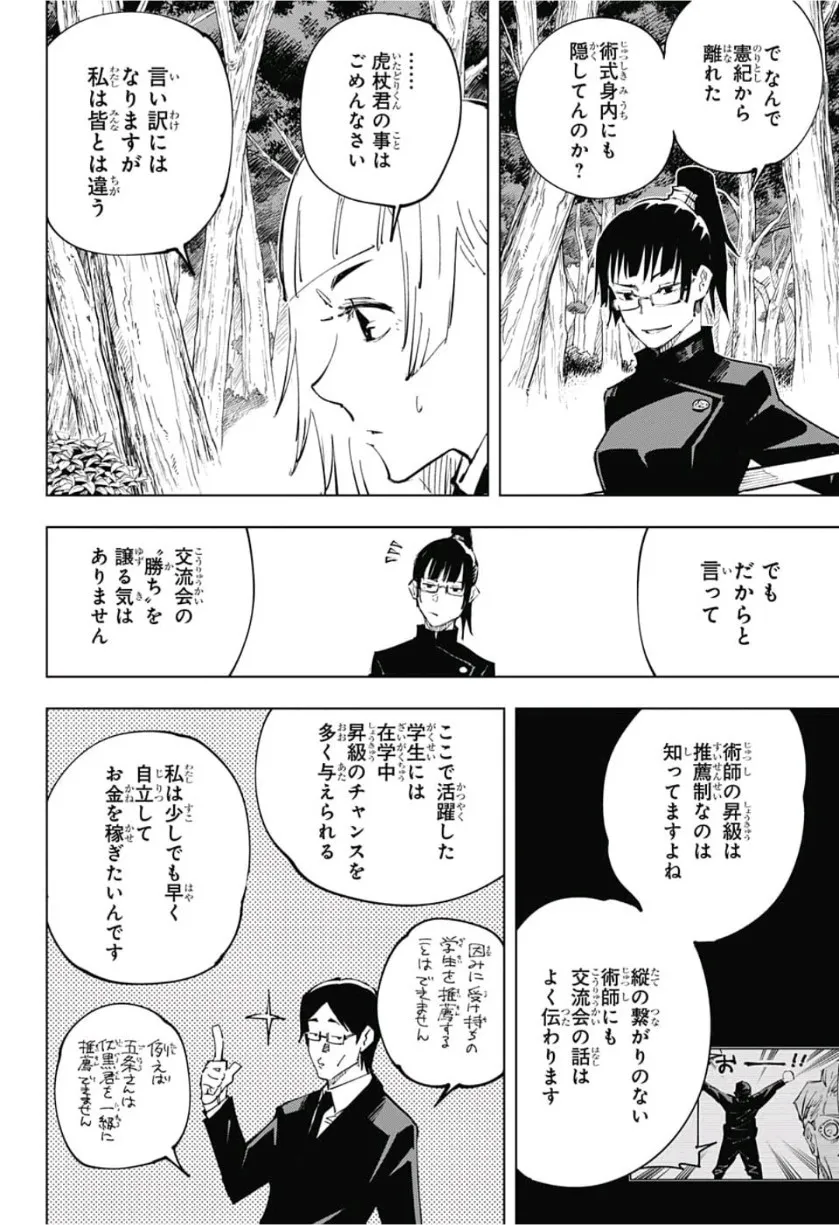 で なんで
憲紀から
離れた
術式身内にも
隠してんのか?
……
虎杖君の事は
ごめんなさい
言い訳には
なりますが
私は皆とは違う
でも
だからと
言って
交流会の
〝勝ち〟を
譲る気は
ありません
術師の昇級は
推薦制なのは
知ってますよね
縦の繋がりのない
術師にも
交流会の話は
よく伝わります
おー!!
ここで活躍した
学生には
在学中
昇級のチャンスを
多く与えられる
私は少しでも早く
自立して
お金を稼ぎたいんです
因みに受け持ちの
学生を推薦する
ことはできません
例えば
五条さんは
伏黒君を一級に
推薦できません